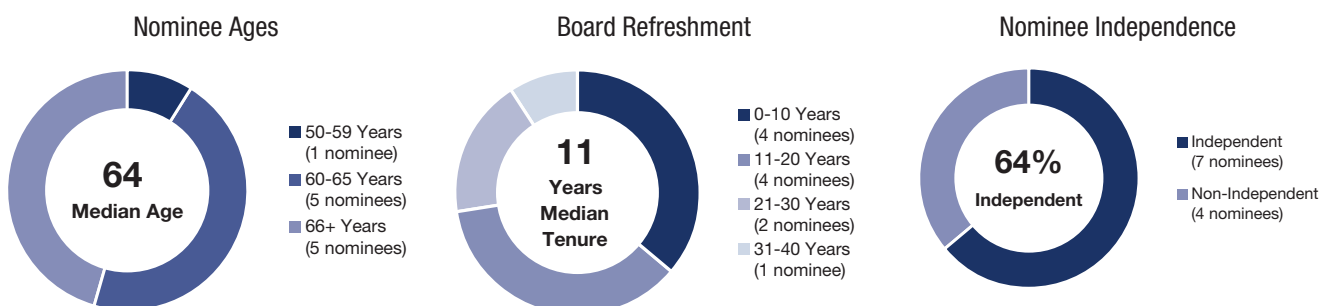 Nominee Ages
64
Median Age
50-59 Years
(1 nominee)
60-65 Years
(5 nominees)
66+ Years
(5 nominees)
Board Refreshment
11
Years
Median
Tenure
0-10 Years
(4 nominees)
11-20 Years
(4 nominees)
21-30 Years
(2 nominees)
31-40 Years
(1 nominee)
Nominee Independence
64%
Independent
Independent
(7 nominees)
Non-Independent
(4 nominees)